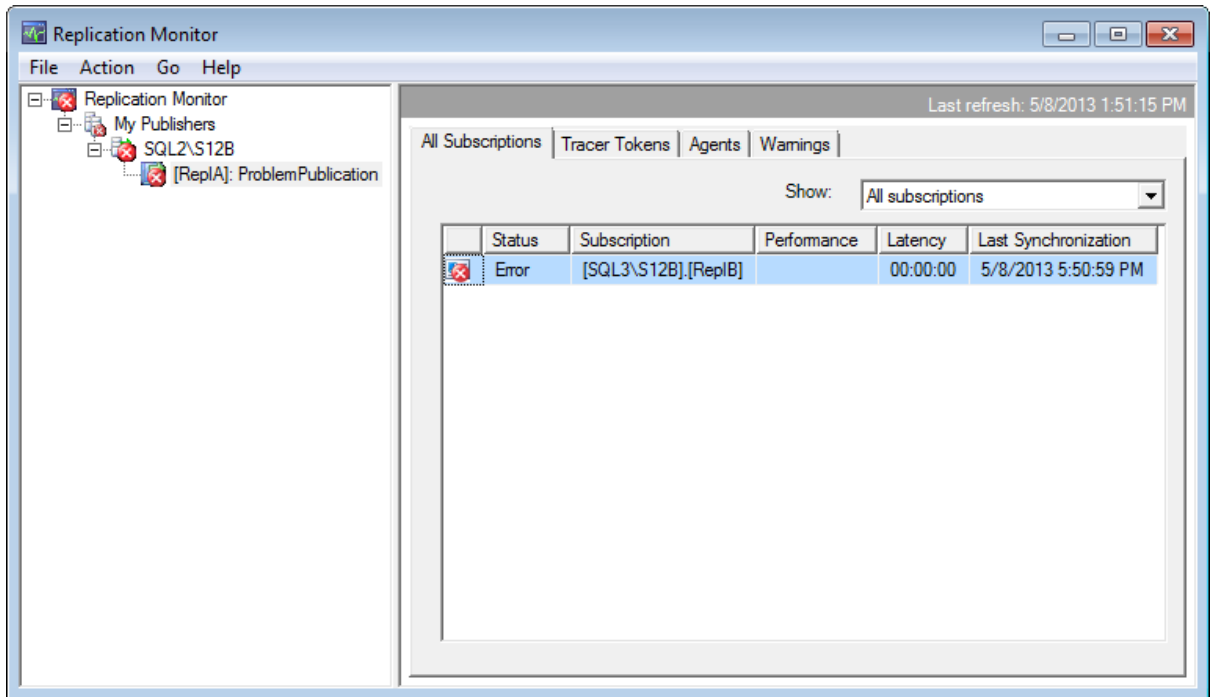 Replication Monitor
File Action Go Help
Replication Monitor
My Publishers
SQL2\S12B
[ReplA]: ProblemPublication
Last refresh: 5/8/2013 1:51:15 PM
All Subscriptions Tracer Tokens Agents Warnings
Show: All subscriptions
Status Subscription Performance Latency Last Synchronization
Error [SQL3\S12B].[ReplB] 00:00:00 5/8/2013 5:50:59 PM